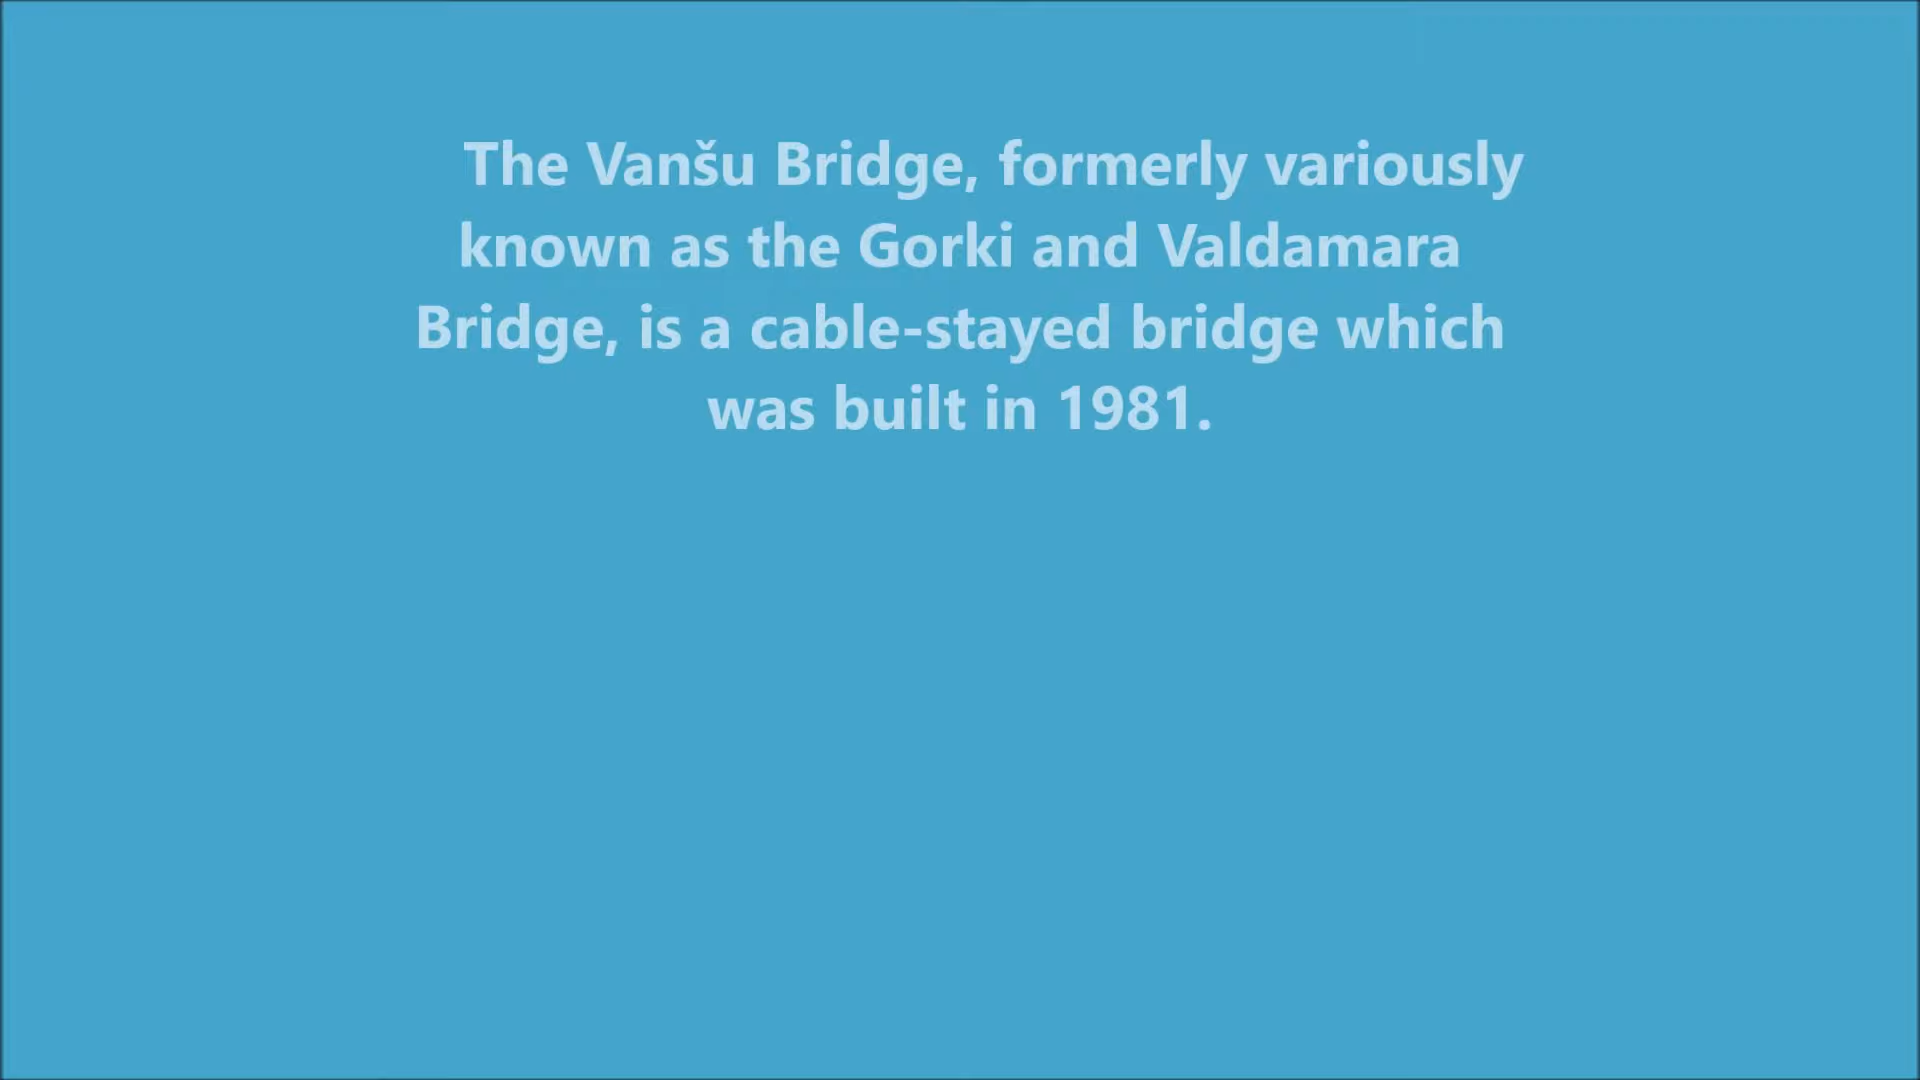 The Vanšu Bridge, formerly variously
known as the Gorki and Valdamara
Bridge, is a cable-stayed bridge which
was built in 1981.